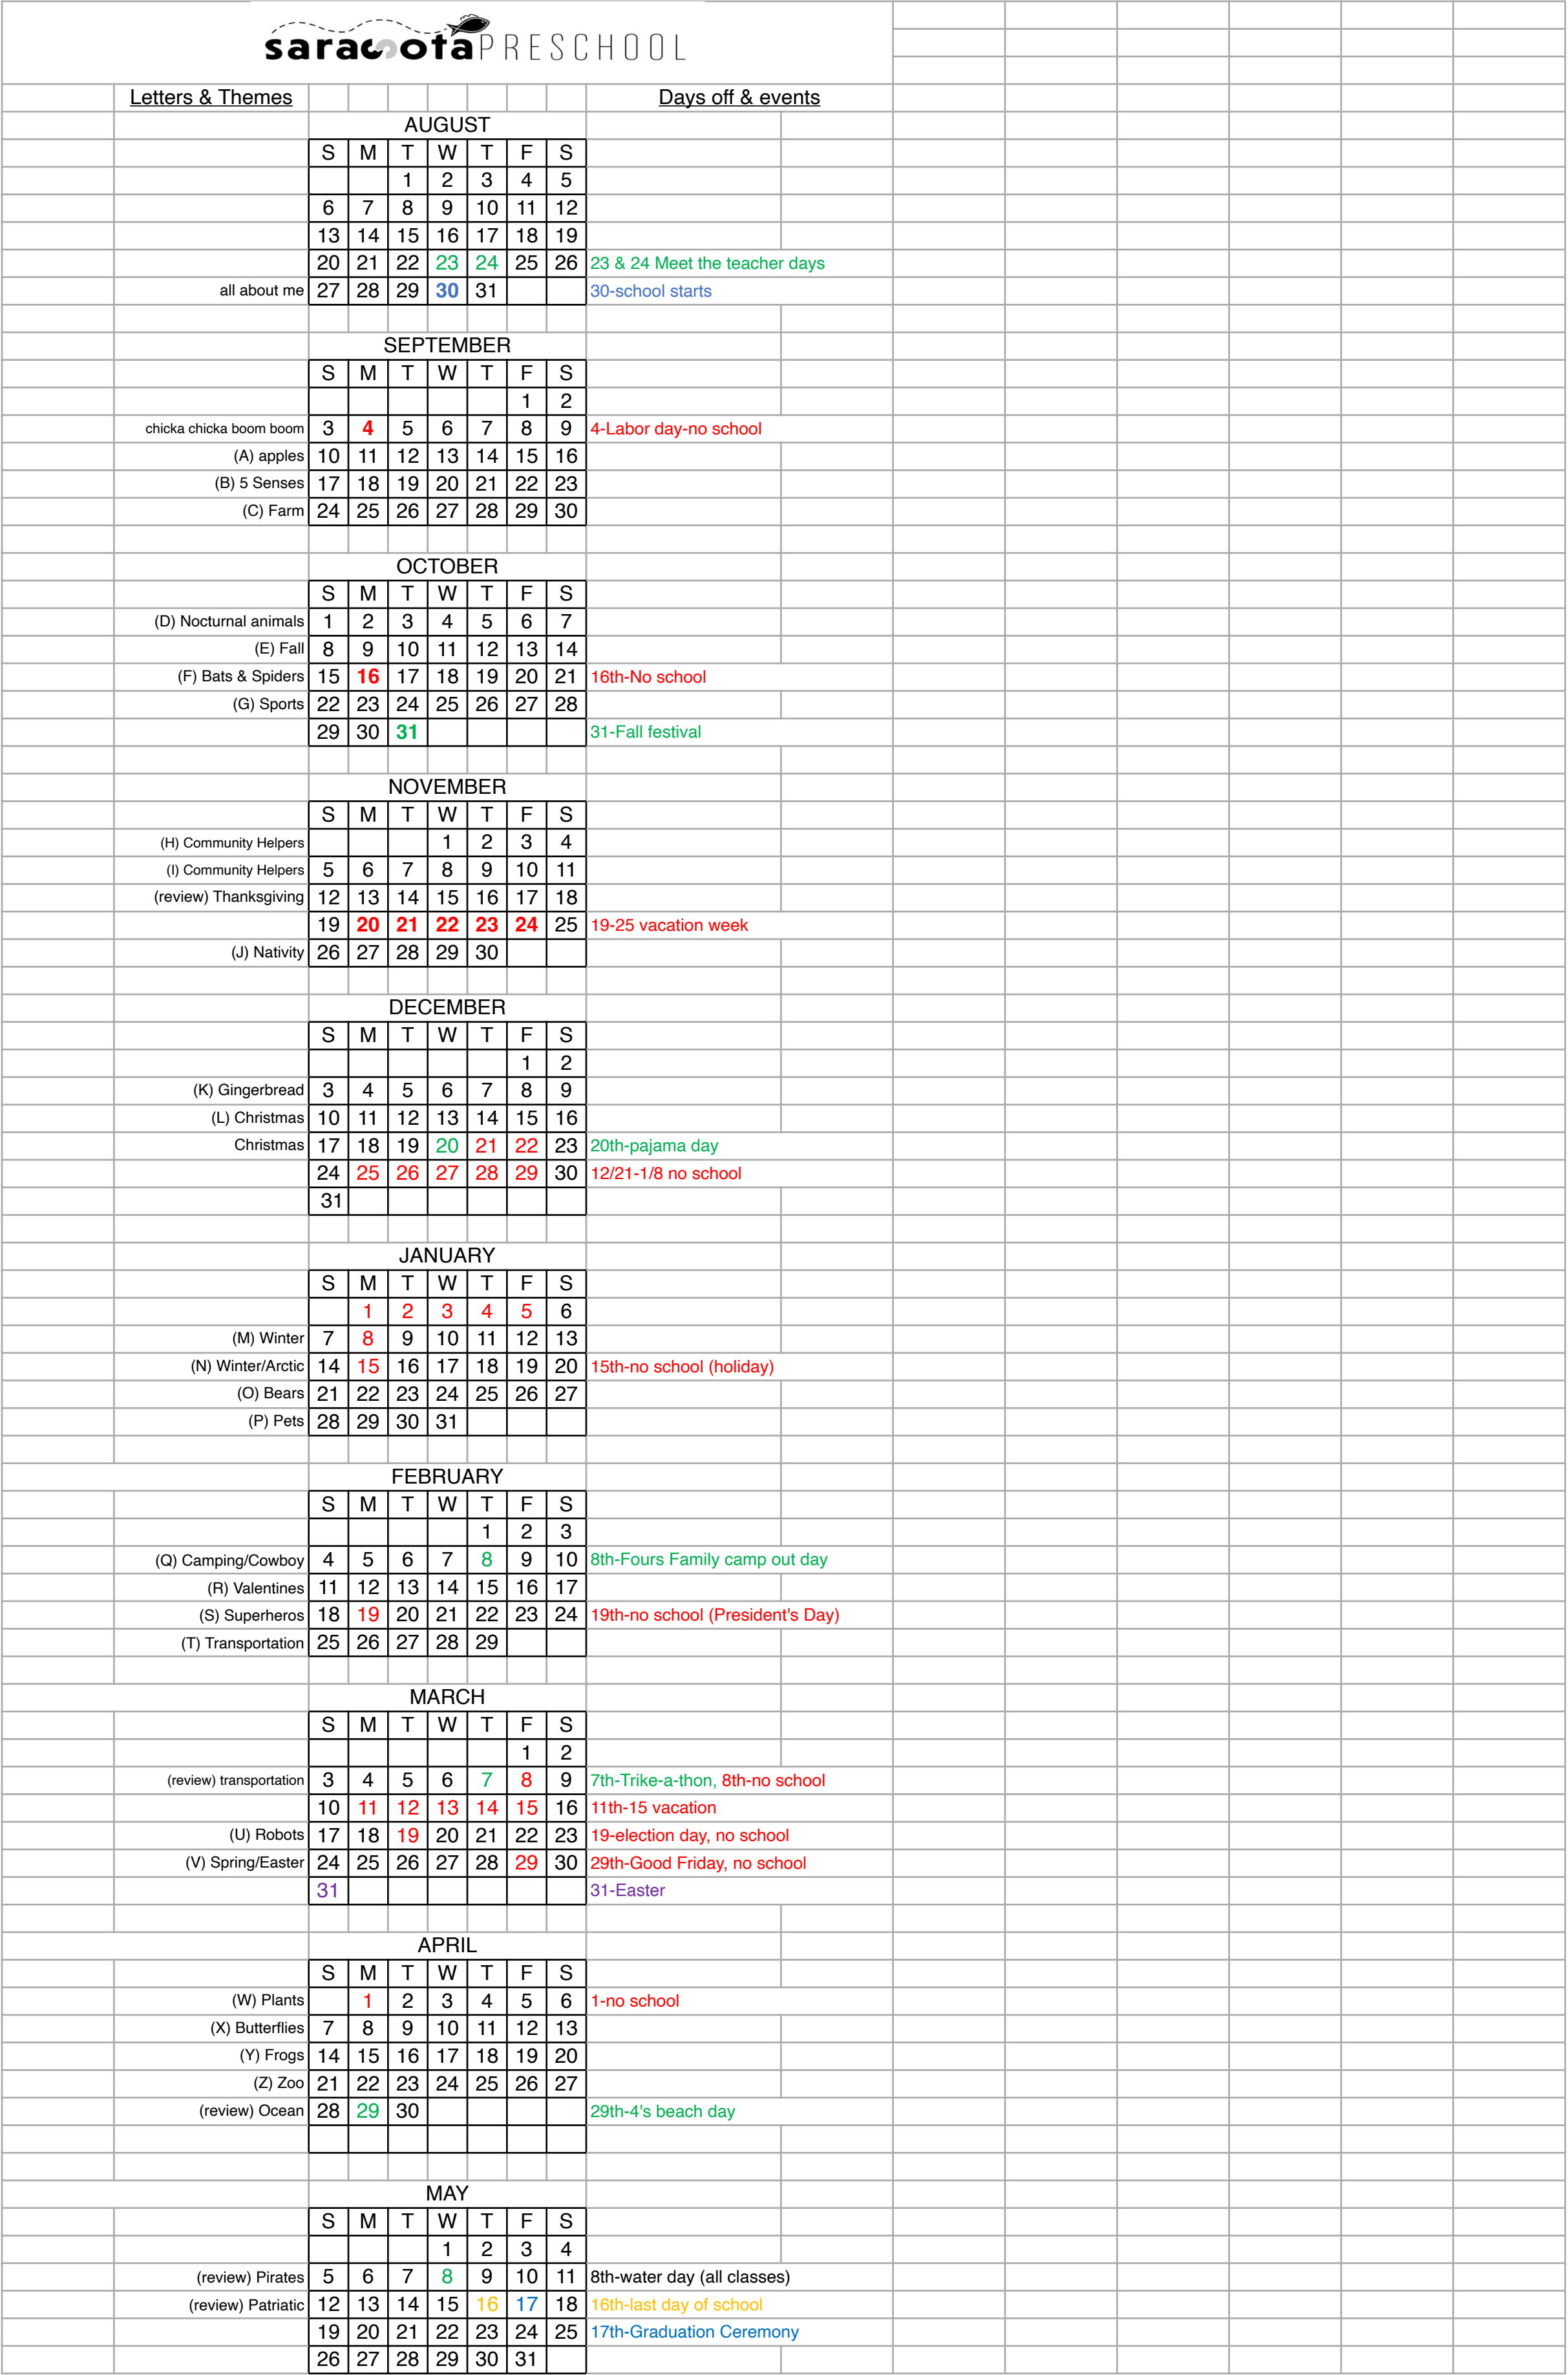 sarasota PRESCHOOL
Letters & Themes Days off & events
AUGUST
S M T W T F S
1 2 3 4 5
6 7 8 9 10 11 12
13 14 15 16 17 18 19
20 21 22 23 24 25 26 23 & 24 Meet the teacher days
all about me 27 28 29 30 31 30-school starts
SEPTEMBER
S M T W T F S
1 2
chicka chicka boom boom 3 4 5 6 7 8 9 4-Labor day-no school
(A) apples 10 11 12 13 14 15 16
(B) 5 Senses 17 18 19 20 21 22 23
(C) Farm 24 25 26 27 28 29 30
OCTOBER
S M T W T F S
(D) Nocturnal animals 1 2 3 4 5 6 7
(E) Fall 8 9 10 11 12 13 14
(F) Bats & Spiders 15 16 17 18 19 20 21 16th-No school
(G) Sports 22 23 24 25 26 27 28
29 30 31 31-Fall festival
NOVEMBER
S M T W T F S
(H) Community Helpers 1 2 3 4
(I) Community Helpers 5 6 7 8 9 10 11
(review) Thanksgiving 12 13 14 15 16 17 18
19 20 21 22 23 24 25 19-25 vacation week
(J) Nativity 26 27 28 29 30
DECEMBER
S M T W T F S
1 2
(K) Gingerbread 3 4 5 6 7 8 9
(L) Christmas 10 11 12 13 14 15 16
Christmas 17 18 19 20 21 22 23 20th-pajama day
24 25 26 27 28 29 30 12/21-1/8 no school
31
JANUARY
S M T W T F S
1 2 3 4 5 6
(M) Winter 7 8 9 10 11 12 13
(N) Winter/Arctic 14 15 16 17 18 19 20 15th-no school (holiday)
(O) Bears 21 22 23 24 25 26 27
(P) Pets 28 29 30 31
FEBRUARY
S M T W T F S
1 2 3
(Q) Camping/Cowboy 4 5 6 7 8 9 10 8th-Fours Family camp out day
(R) Valentines 11 12 13 14 15 16 17
(S) Superheros 18 19 20 21 22 23 24 19th-no school (President's Day)
(T) Transportation 25 26 27 28 29
MARCH
S M T W T F S
1 2
(review) transportation 3 4 5 6 7 8 9 7th-Trike-a-thon, 8th-no school
10 11 12 13 14 15 16 11th-15 vacation
(U) Robots 17 18 19 20 21 22 23 19-election day, no school
(V) Spring/Easter 24 25 26 27 28 29 30 29th-Good Friday, no school
31 31-Easter
APRIL
S M T W T F S
(W) Plants 1 2 3 4 5 6 1-no school
(X) Butterflies 7 8 9 10 11 12 13
(Y) Frogs 14 15 16 17 18 19 20
(Z) Zoo 21 22 23 24 25 26 27
(review) Ocean 28 29 30 29th-4's beach day
MAY
S M T W T F S
1 2 3 4
(review) Pirates 5 6 7 8 9 10 11 8th-water day (all classes)
(review) Patriatic 12 13 14 15 16 17 18 16th-last day of school
19 20 21 22 23 24 25 17th-Graduation Ceremony
26 27 28 29 30 31